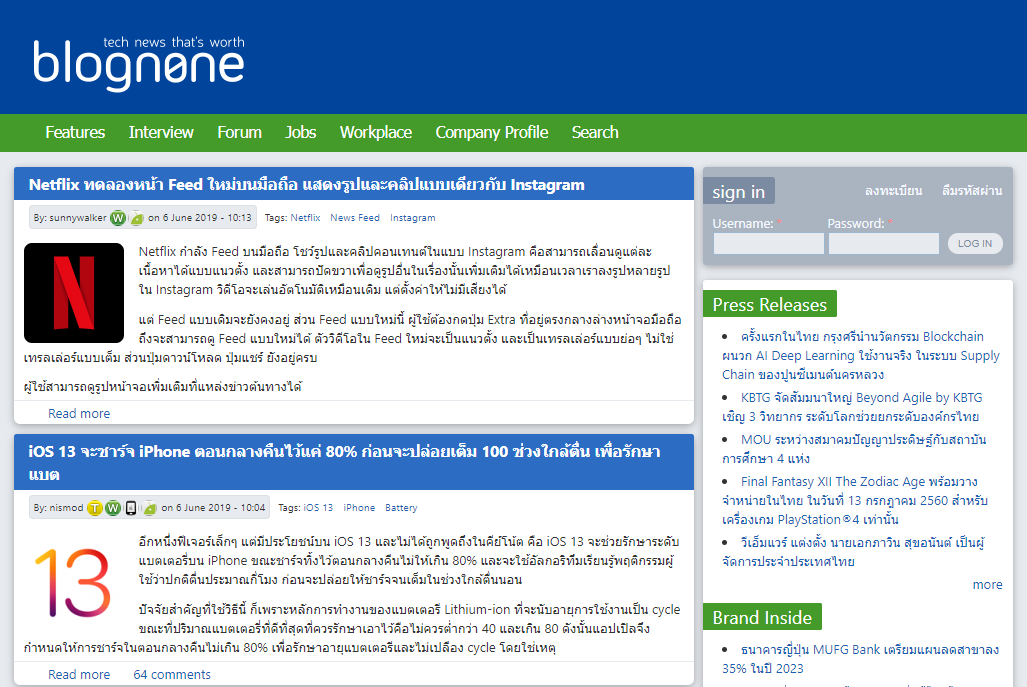 tech news that's worth
blognone
Features Interview Forum Jobs Workplace Company Profile Search
Netflix ทดลองหน้า Feed ใหม่บนมือถือ แสดงรูปและคลิปแบบเดียวกับ Instagram
By: sunnywalker W on 6 June 2019 - 10:13 Tags: Netflix News Feed Instagram
Netflix กำลัง Feed บนมือถือ โชว์รูปและคลิปคอนเทนต์ในแบบ Instagram คือสามารถเลื่อนดูแต่ละ
เนื้อหาได้แบบแนวตั้ง และสามารถปัดขวาเพื่อดูรูปอื่นในเรื่องนั้นเพิ่มเติมได้เหมือนเวลาเราลงรูปหลายรูป
ใน Instagram วิดีโอจะเล่นอัตโนมัติเหมือนเดิม แต่ตั้งค่าให้ไม่มีเสียงได้
แต่ Feed แบบเดิมจะยังคงอยู่ ส่วน Feed แบบใหม่นี้ ผู้ใช้ต้องกดปุ่ม Extra ที่อยู่ตรงกลางล่างหน้าจอมือถือ
ถึงจะสามารถดู Feed แบบใหม่ได้ ตัววิดีโอใน Feed ใหม่จะเป็นแนวตั้ง และเป็นเทรลเล่อร์แบบย่อๆ ไม่ใช่
เทรลเล่อร์แบบเต็ม ส่วนปุ่มดาวน์โหลด ปุ่มแชร์ ยังอยู่ครบ
ผู้ใช้สามารถดูรูปหน้าจอเพิ่มเติมที่แหล่งข่าวต้นทางได้
Read more
iOS 13 จะชาร์จ iPhone ตอนกลางคืนไว้แค่ 80% ก่อนจะปล่อยเต็ม 100 ช่วงใกล้ตื่น เพื่อรักษา
แบต
By: nismod T W on 6 June 2019 - 10:04 Tags: iOS 13 iPhone Battery
13
อีกหนึ่งฟีเจอร์เล็กๆ แต่มีประโยชน์บน iOS 13 และไม่ได้ถูกพูดถึงในคีย์โน้ต คือ iOS 13 จะช่วยรักษาระดับ
แบตเตอรี่บน iPhone ขณะชาร์จทิ้งไว้ตอนกลางคืนไม่ให้เกิน 80% และจะใช้อัลกอริทึมเรียนรู้พฤติกรรมผู้
ใช้ว่าปกติตื่นประมาณกี่โมง ก่อนจะปล่อยให้ชาร์จจนเต็มในช่วงใกล้ตื่นนอน
ปัจจัยสำคัญที่ใช้วิธีนี้ ก็เพราะหลักการทำงานของแบตเตอรี่ Lithium-ion ที่จะนับอายุการใช้งานเป็น cycle
ขณะที่ปริมาณแบตเตอรี่ที่ดีที่สุดที่ควรรักษาเอาไว้คือไม่ควรต่ำกว่า 40 และเกิน 80 ดังนั้นแอปเปิลจึง
กำหนดให้การชาร์จในตอนกลางคืนไม่เกิน 80% เพื่อรักษาอายุแบตเตอรี่และไม่เปลือง cycle โดยใช่เหตุ
Read more 64 comments
sign in ลงทะเบียน ลืมรหัสผ่าน
Username: * Password: *
LOG IN
Press Releases
• ครั้งแรกในไทย กรุงศรีนำนวัตกรรม Blockchain
ผนวก AI Deep Learning ใช้งานจริง ในระบบ Supply
Chain ของปูนซีเมนต์นครหลวง
• KBTG จัดสัมมนาใหญ่ Beyond Agile by KBTG
เชิญ 3 วิทยากร ระดับโลกช่วยยกระดับองค์กรไทย
• MOU ระหว่างสมาคมปัญญาประดิษฐ์กับสถาบัน
การศึกษา 4 แห่ง
• Final Fantasy XII The Zodiac Age พร้อมวาง
จำหน่ายในไทย ในวันที่ 13 กรกฎาคม 2560 สำหรับ
เครื่องเกม PlayStation®4 เท่านั้น
• วีเอ็มแวร์ แต่งตั้ง นายเอกภาวิน สุขอนันต์ เป็นผู้
จัดการประจำประเทศไทย
more
Brand Inside
• ธนาคารญี่ปุ่น MUFG Bank เตรียมแผนลดสาขาลง
35% ในปี 2023